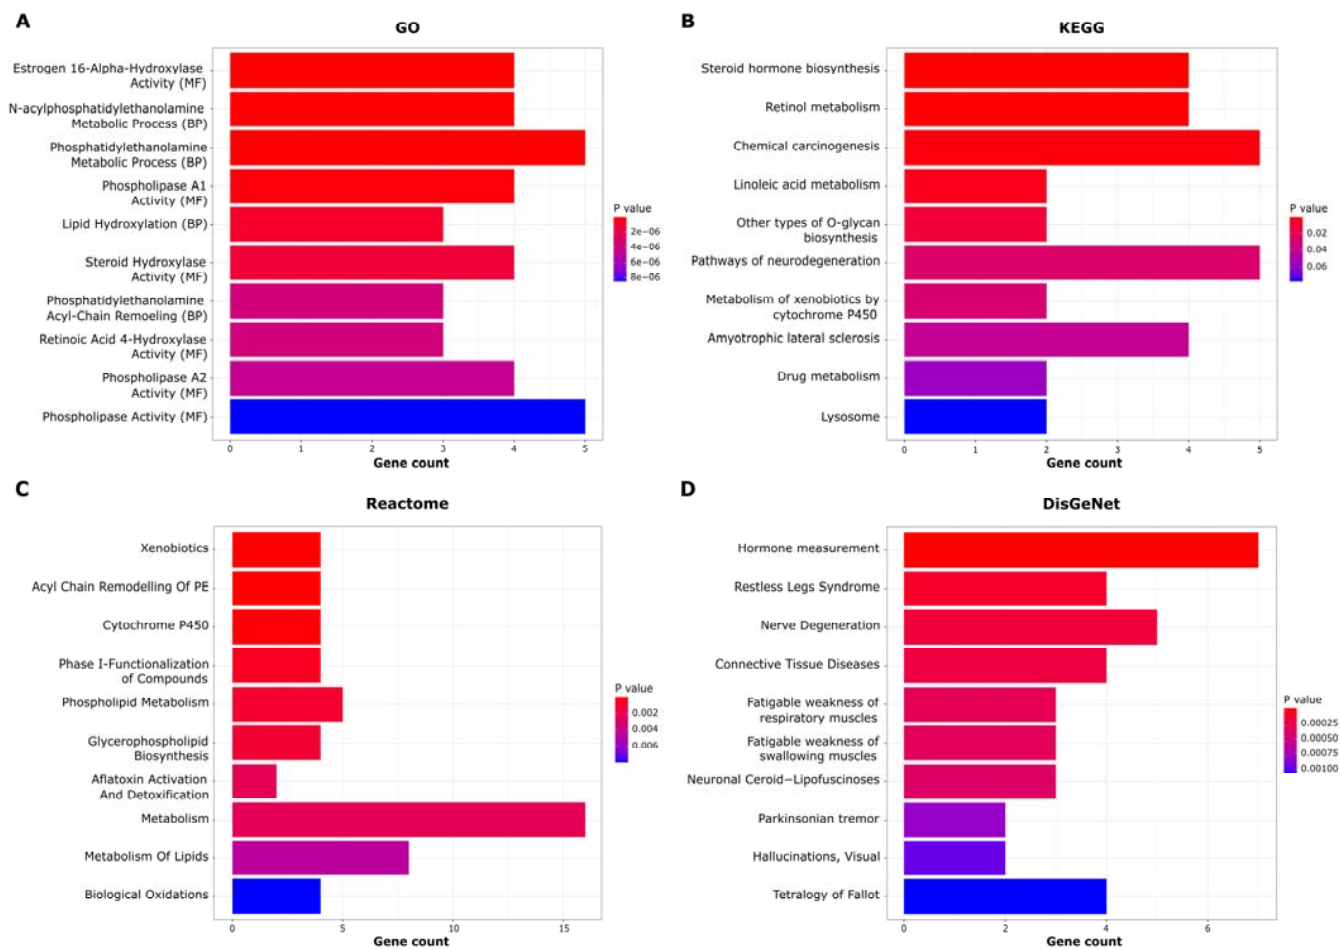 A
GO
Estrogen 16-Alpha-Hydroxylase
Activity (MF)
N-acylphosphatidylethanolamine
Metabolic Process (BP)
Phosphatidylethanolamine
Metabolic Process (BP)
Phospholipase A1
Activity (MF)
Lipid Hydroxylation (BP)
Steroid Hydroxylase
Activity (MF)
Phosphatidylethanolamine
Acyl-Chain Remoeling (BP)
Retinoic Acid 4-Hydroxylase
Activity (MF)
Phospholipase A2
Activity (MF)
Phospholipase Activity (MF)
0 1 2 3 4 5
Gene count
P value
2e−06
4e−06
6e−06
8e−06
B
KEGG
Steroid hormone biosynthesis
Retinol metabolism
Chemical carcinogenesis
Linoleic acid metabolism
Other types of O-glycan
biosynthesis
Pathways of neurodegeneration
Metabolism of xenobiotics by
cytochrome P450
Amyotrophic lateral sclerosis
Drug metabolism
Lysosome
0 1 2 3 4 5
Gene count
P value
0.02
0.04
0.06
C
Reactome
Xenobiotics
Acyl Chain Remodelling Of PE
Cytochrome P450
Phase I-Functionalization
of Compounds
Phospholipid Metabolism
Glycerophospholipid
Biosynthesis
Aflatoxin Activation
And Detoxification
Metabolism
Metabolism Of Lipids
Biological Oxidations
0 5 10 15
Gene count
P value
0.002
0.004
0.006
D
DisGeNet
Hormone measurement
Restless Legs Syndrome
Nerve Degeneration
Connective Tissue Diseases
Fatigable weakness of
respiratory muscles
Fatigable weakness of
swallowing muscles
Neuronal Ceroid−Lipofuscinoses
Parkinsonian tremor
Hallucinations, Visual
Tetralogy of Fallot
0 2 4 6
Gene count
P value
0.00025
0.00050
0.00075
0.00100